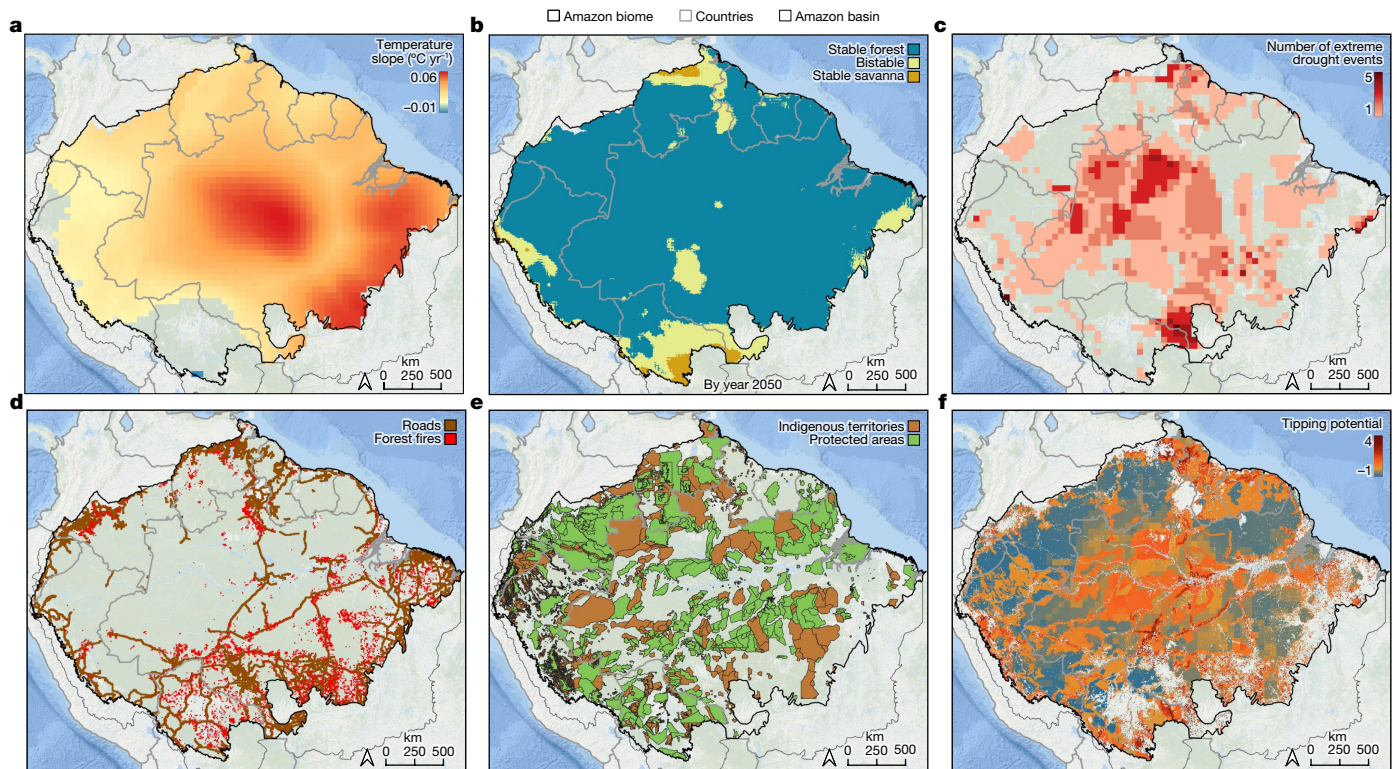 Amazon biome Countries Amazon basin
a
Temperature
slope (ºC yr⁻¹)
0.06
−0.01
km
0 250 500
b
Stable forest
Bistable
Stable savanna
By year 2050
km
0 250 500
c
Number of extreme
drought events
5
1
km
0 250 500
d
Roads
Forest fires
km
0 250 500
e
Indigenous territories
Protected areas
km
0 250 500
f
Tipping potential
4
−1
km
0 250 500